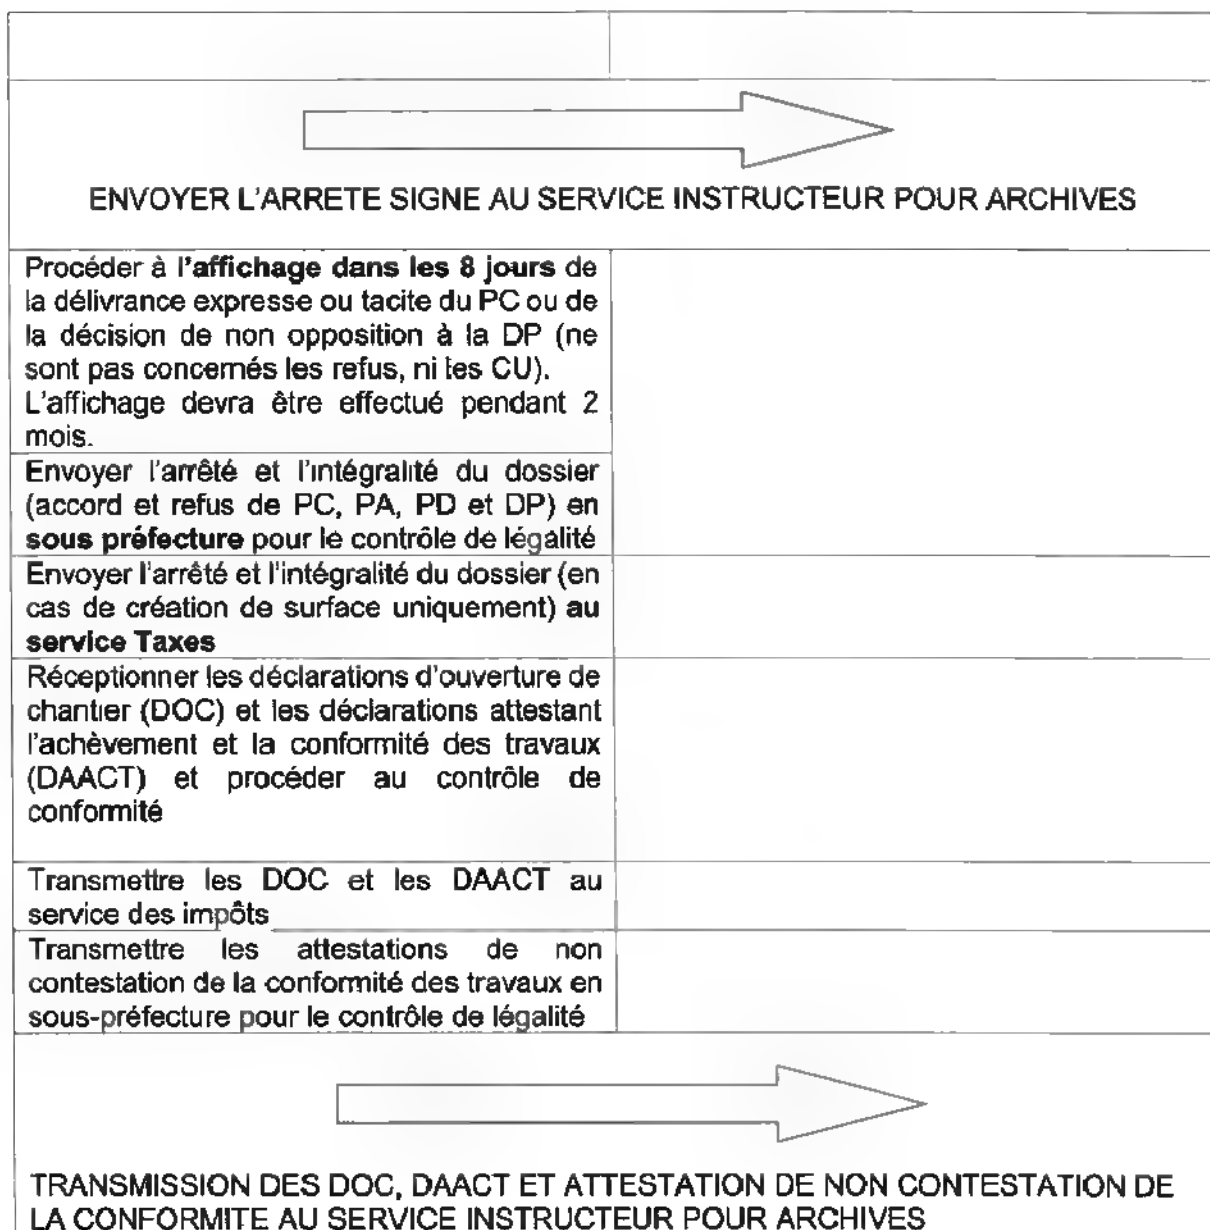 ENVOYER L'ARRETE SIGNE AU SERVICE INSTRUCTEUR POUR ARCHIVES
Procéder à l'affichage dans les 8 jours de
la délivrance expresse ou tacite du PC ou de
la décision de non opposition à la DP (ne
sont pas concernés les refus, ni les CU).
L'affichage devra être effectué pendant 2
mois.
Envoyer l'arrêté et l'intégralité du dossier
(accord et refus de PC, PA, PD et DP) en
sous préfecture pour le contrôle de légalité
Envoyer l'arrêté et l'intégralité du dossier (en
cas de création de surface uniquement) au
service Taxes
Réceptionner les déclarations d'ouverture de
chantier (DOC) et les déclarations attestant
l'achèvement et la conformité des travaux
(DAACT) et procéder au contrôle de
conformité
Transmettre les DOC et les DAACT au
service des impôts
Transmettre les attestations de non
contestation de la conformité des travaux en
sous-préfecture pour le contrôle de légalité
TRANSMISSION DES DOC, DAACT ET ATTESTATION DE NON CONTESTATION DE
LA CONFORMITE AU SERVICE INSTRUCTEUR POUR ARCHIVES